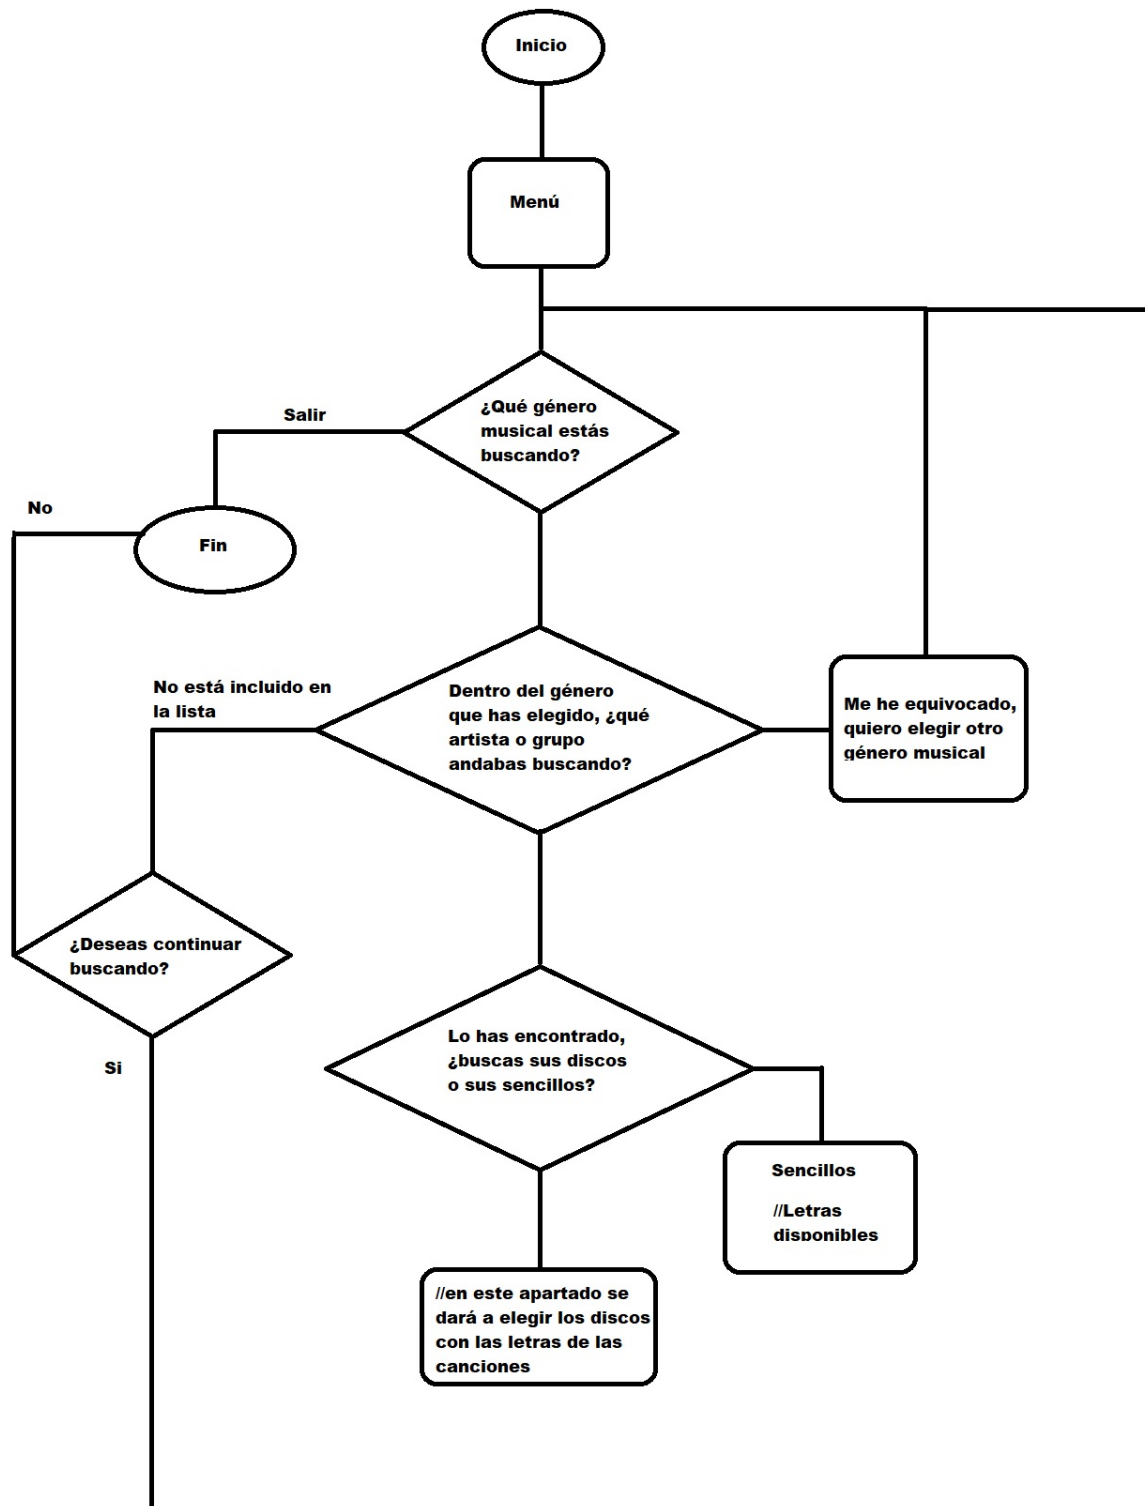 Inicio
Menú
¿Qué género
musical estás
buscando?
Salir
No
Fin
No está incluido en
la lista
Dentro del género
que has elegido, ¿qué
artista o grupo
andabas buscando?
Me he equivocado,
quiero elegir otro
género musical
¿Deseas continuar
buscando?
Si
Lo has encontrado,
¿buscas sus discos
o sus sencillos?
Sencillos
//Letras
disponibles
//en este apartado se
dará a elegir los discos
con las letras de las
canciones